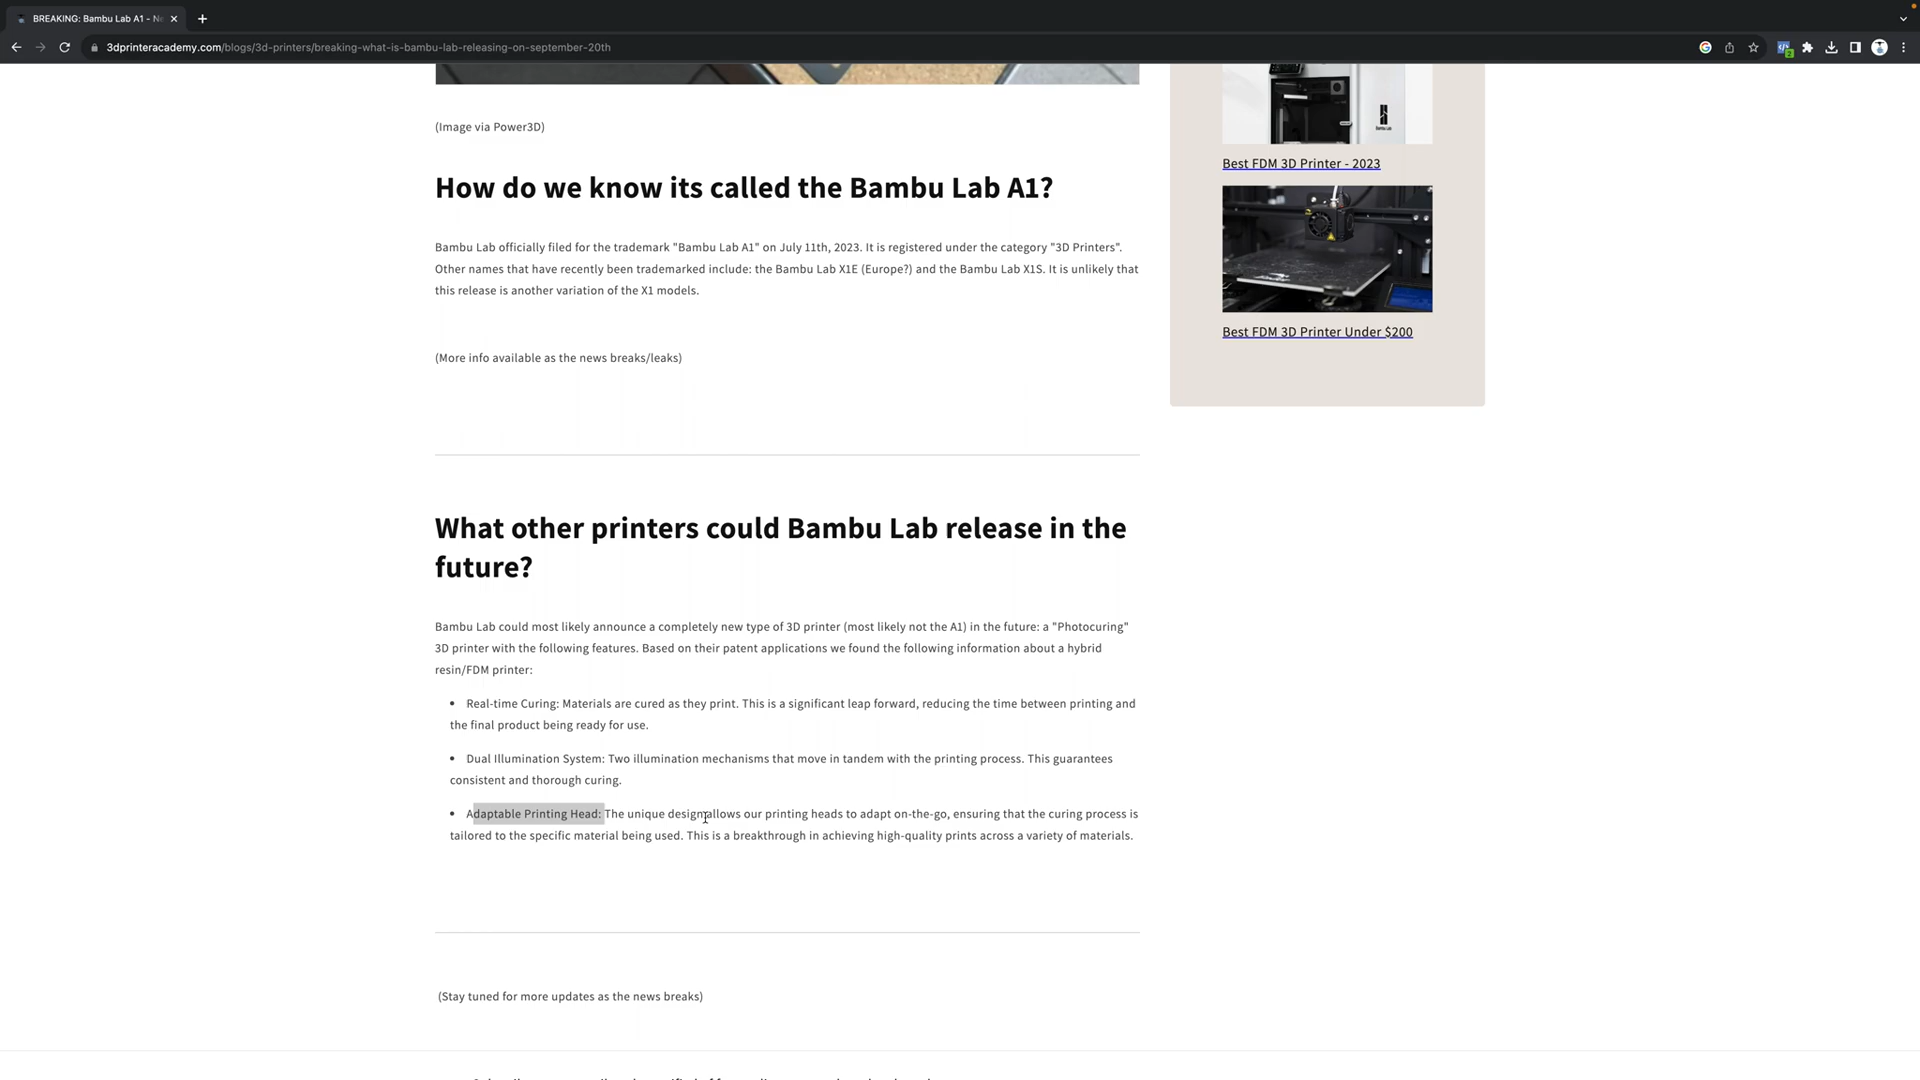 BREAKING: Bambu Lab A1 - Ne
3dprinteracademy.com/blogs/3d-printers/breaking-what-is-bambu-lab-releasing-on-september-20th
2
(Image via Power3D)
How do we know its called the Bambu Lab A1?
Bambu Lab officially filed for the trademark "Bambu Lab A1" on July 11th, 2023. It is registered under the category "3D Printers".
Other names that have recently been trademarked include: the Bambu Lab X1E (Europe?) and the Bambu Lab X1S. It is unlikely that
this release is another variation of the X1 models.
(More info available as the news breaks/leaks)
What other printers could Bambu Lab release in the
future?
Bambu Lab could most likely announce a completely new type of 3D printer (most likely not the A1) in the future: a "Photocuring"
3D printer with the following features. Based on their patent applications we found the following information about a hybrid
resin/FDM printer:
• Real-time Curing: Materials are cured as they print. This is a significant leap forward, reducing the time between printing and
the final product being ready for use.
• Dual Illumination System: Two illumination mechanisms that move in tandem with the printing process. This guarantees
consistent and thorough curing.
• Adaptable Printing Head: The unique design allows our printing heads to adapt on-the-go, ensuring that the curing process is
tailored to the specific material being used. This is a breakthrough in achieving high-quality prints across a variety of materials.
(Stay tuned for more updates as the news breaks)
Bambu Lab
Best FDM 3D Printer - 2023
Best FDM 3D Printer Under $200